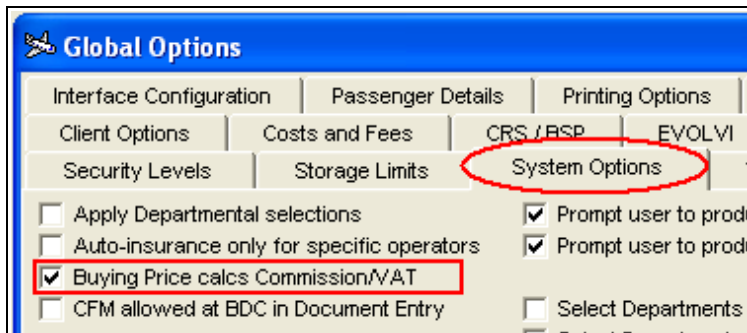 Global Options
Interface Configuration Passenger Details Printing Options
Client Options Costs and Fees CRS / BSP EVOLVI
Security Levels Storage Limits System Options
Apply Departmental selections Prompt user to
Auto-insurance only for specific operators Prompt user to
Buying Price calcs Commission/VAT
CFM allowed at BDC in Document Entry Select Departments